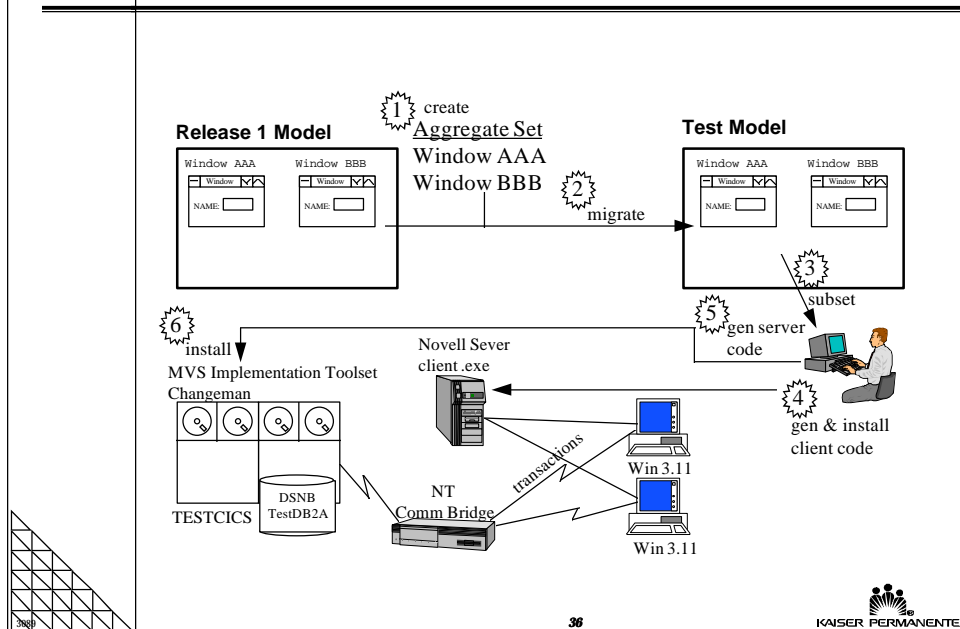 1 create
Aggregate Set
Window AAA
Window BBB
2
migrate
Release 1 Model
Window AAA Window BBB
Window Window
NAME: NAME:
Test Model
Window AAA Window BBB
Window Window
NAME: NAME:
3
subset
5
gen server
code
6
install
MVS Implementation Toolset
Changeman
Novell Sever
client .exe
4
gen & install
client code
transactions
Win 3.11
Win 3.11
NT
Comm Bridge
DSNB
TestDB2A
TESTCICS
3089
36
KAISER PERMANENTE